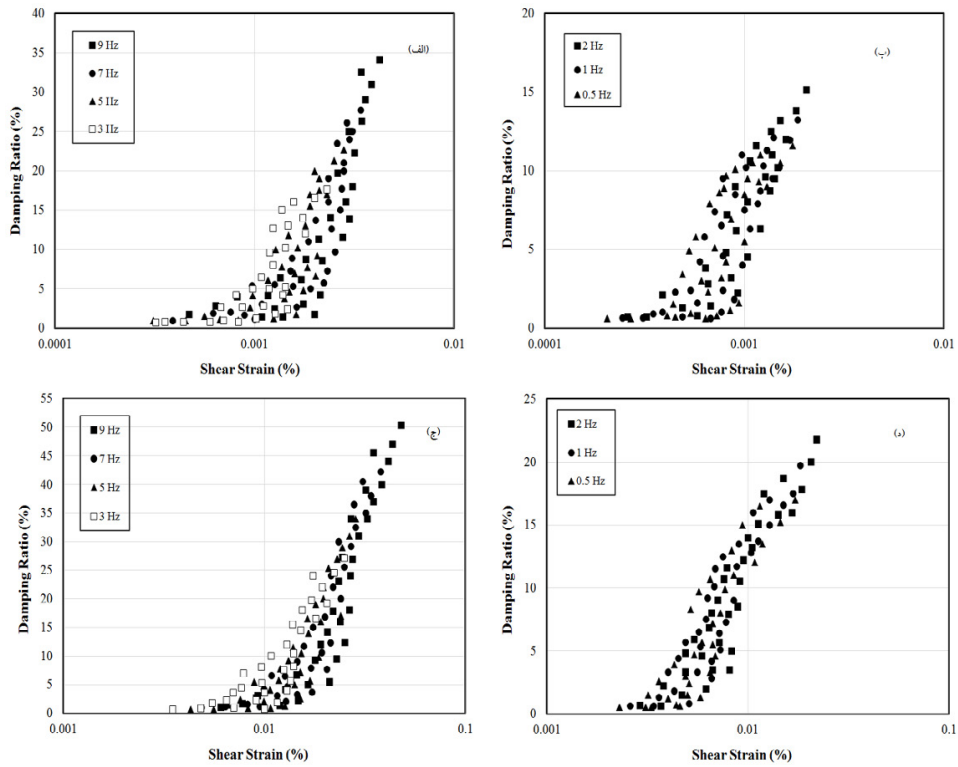 40
35
30
25
20
15
10
5
0
Damping Ratio (%)
9 Hz
7 Hz
5 Hz
3 Hz
(الف)
0.0001
0.001
0.01
Shear Strain (%)
20
15
10
5
0
Damping Ratio (%)
2 Hz
1 Hz
0.5 Hz
(ب)
0.0001
0.001
0.01
Shear Strain (%)
55
50
45
40
35
30
25
20
15
10
5
0
Damping Ratio (%)
9 Hz
7 Hz
5 Hz
3 Hz
(ج)
0.001
0.01
0.1
Shear Strain (%)
25
20
15
10
5
0
Damping Ratio (%)
2 Hz
1 Hz
0.5 Hz
(د)
0.001
0.01
0.1
Shear Strain (%)